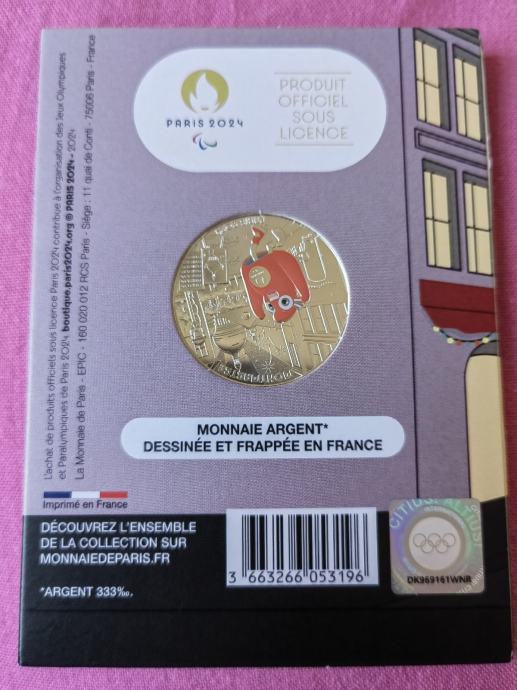 PARIS 2024
PRODUIT
OFFICIEL
SOUS
LICENCE
L'achat de produits officiels sous licence Paris 2024 contribue à l'organisation des Jeux Olympiques
et Paralympiques de Paris 2024 boutique.paris2024.org © PARIS 2024 - 2024
La Monnaie de Paris - EPIC - 160 020 012 RCS Paris - Siège : 11 quai de Conti - 75006 Paris - France
MONNAIE ARGENT*
DESSINÉE ET FRAPPÉE EN FRANCE
Imprimé en France
DÉCOUVREZ L'ENSEMBLE
DE LA COLLECTION SUR
MONNAIEDEPARIS.FR
*ARGENT 333‰.
3 663266 053196
CITIUS ALTIUS
DK969161WNR